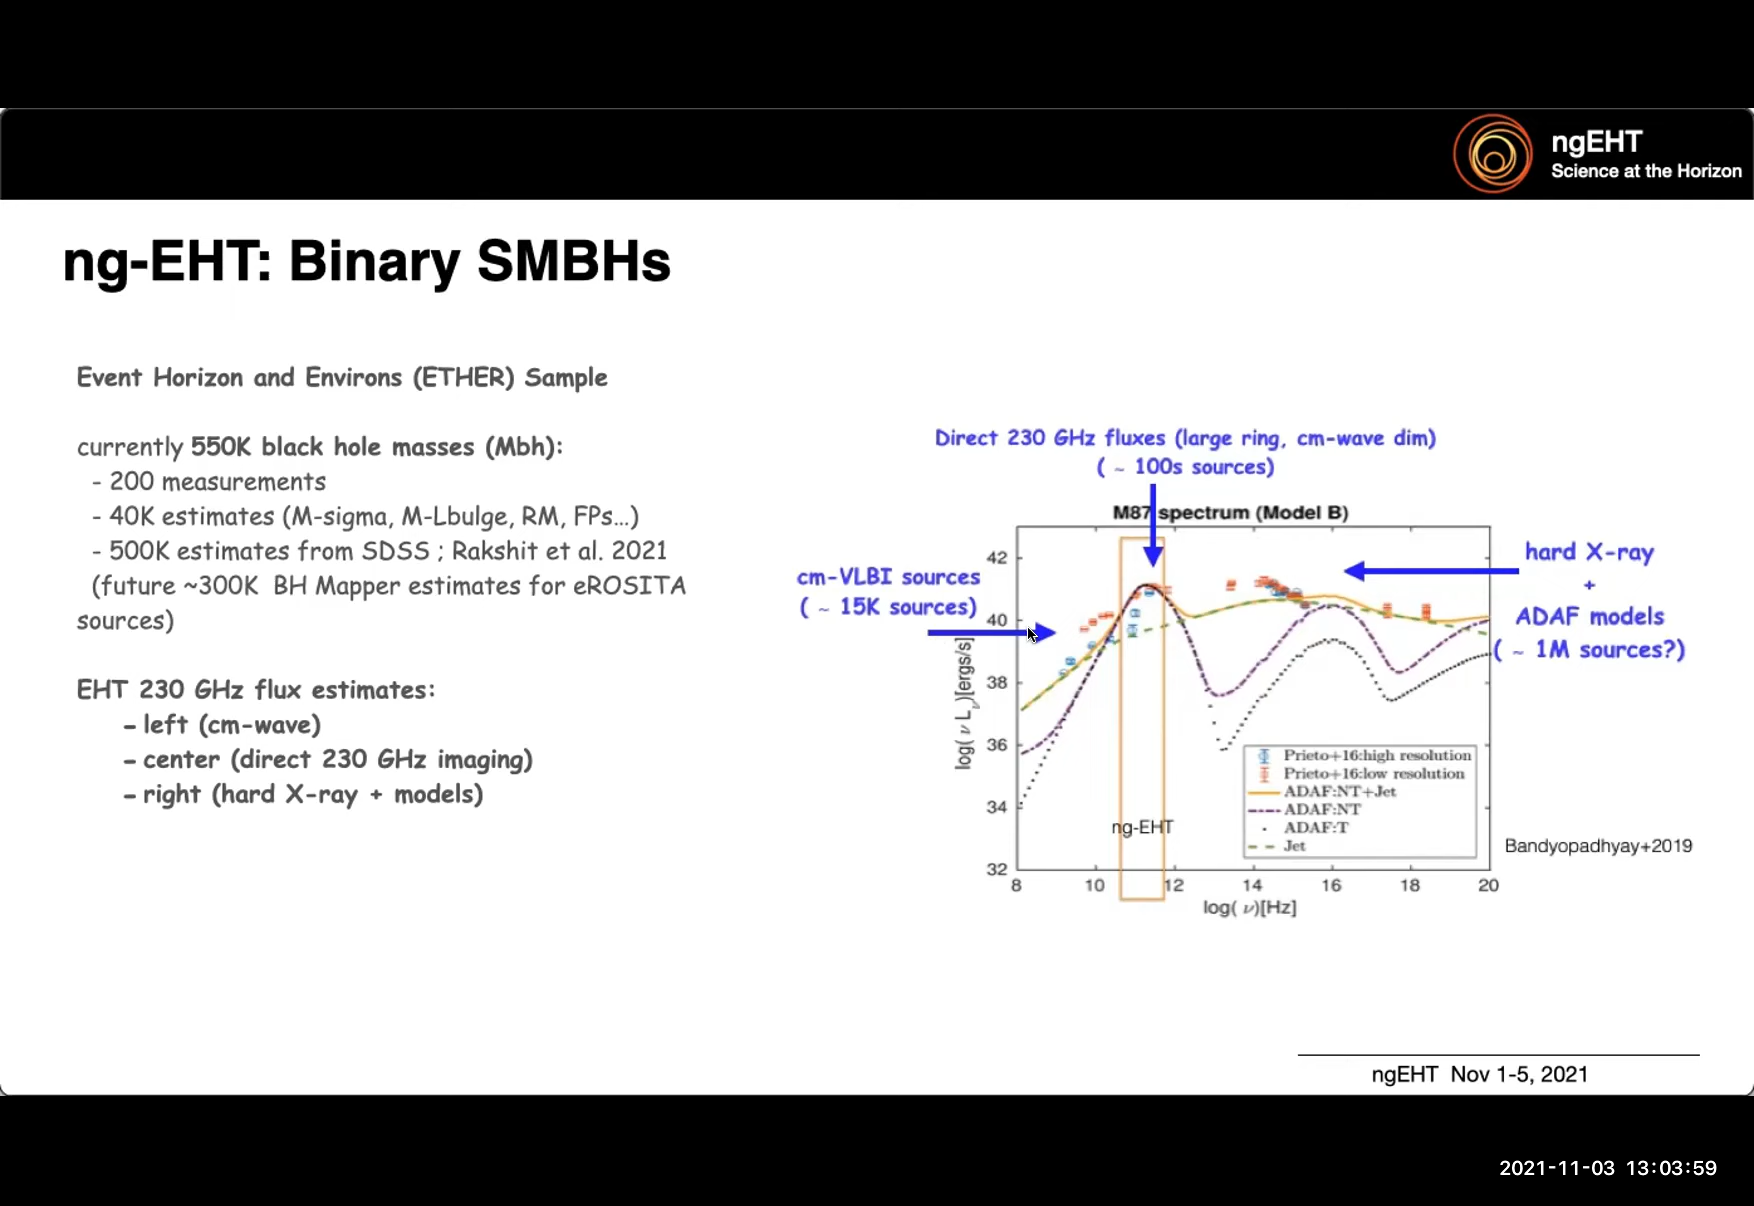 ngEHT
Science at the Horizon
ng-EHT: Binary SMBHs
Event Horizon and Environs (ETHER) Sample
currently 550K black hole masses (Mbh):
- 200 measurements
- 40K estimates (M-sigma, M-Lbulge, RM, FPs...)
- 500K estimates from SDSS ; Rakshit et al. 2021
(future ~300K BH Mapper estimates for eROSITA
sources)
EHT 230 GHz flux estimates:
- left (cm-wave)
- center (direct 230 GHz imaging)
- right (hard X-ray + models)
Direct 230 GHz fluxes (large ring, cm-wave dim)
( ~ 100s sources)
cm-VLBI sources
( ~ 15K sources)
hard X-ray
+
ADAF models
( ~ 1M sources?)
M87 spectrum (Model B)
log( ν L_ν)[ergs/s]
42
40
38
36
34
32
8 10 12 14 16 18 20
log( ν)[Hz]
ng-EHT
Prieto+16:high resolution
Prieto+16:low resolution
ADAF:NT+Jet
ADAF:NT
ADAF:T
Jet
Bandyopadhyay+2019
ngEHT Nov 1-5, 2021
2021-11-03 13:03:59